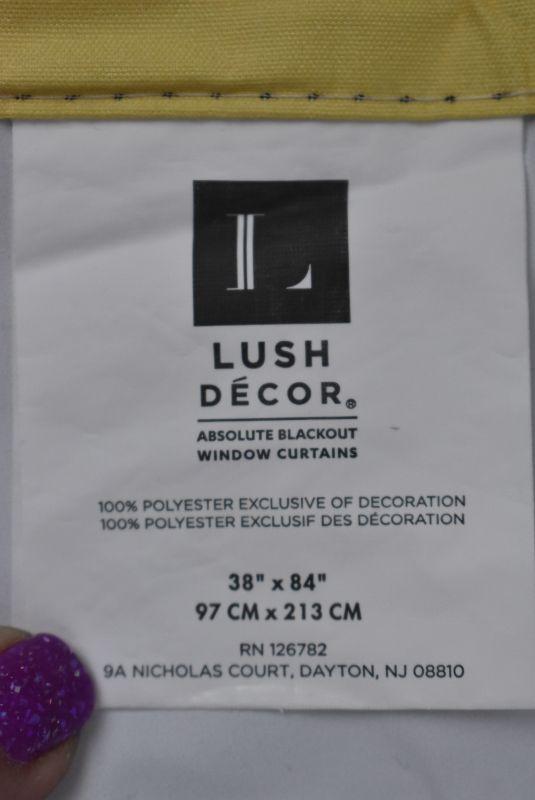 L
LUSH
DÉCOR®
ABSOLUTE BLACKOUT
WINDOW CURTAINS
100% POLYESTER EXCLUSIVE OF DECORATION
100% POLYESTER EXCLUSIF DES DÉCORATION
38" x 84"
97 CM x 213 CM
RN 126782
9A NICHOLAS COURT, DAYTON, NJ 08810